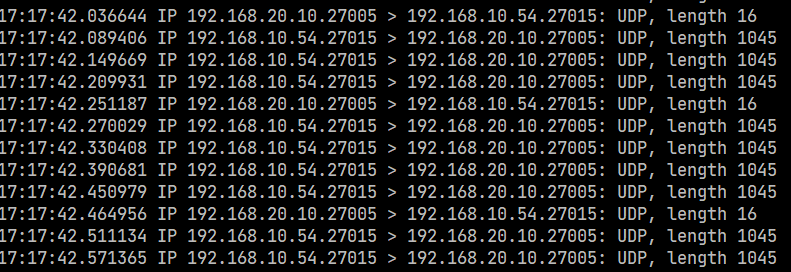 17:17:42.036644 IP 192.168.20.10.27005 > 192.168.10.54.27015: UDP, length 16
17:17:42.089406 IP 192.168.10.54.27015 > 192.168.20.10.27005: UDP, length 1045
17:17:42.149669 IP 192.168.10.54.27015 > 192.168.20.10.27005: UDP, length 1045
17:17:42.209931 IP 192.168.10.54.27015 > 192.168.20.10.27005: UDP, length 1045
17:17:42.251187 IP 192.168.20.10.27005 > 192.168.10.54.27015: UDP, length 16
17:17:42.270029 IP 192.168.10.54.27015 > 192.168.20.10.27005: UDP, length 1045
17:17:42.330408 IP 192.168.10.54.27015 > 192.168.20.10.27005: UDP, length 1045
17:17:42.390681 IP 192.168.10.54.27015 > 192.168.20.10.27005: UDP, length 1045
17:17:42.450979 IP 192.168.10.54.27015 > 192.168.20.10.27005: UDP, length 1045
17:17:42.464956 IP 192.168.20.10.27005 > 192.168.10.54.27015: UDP, length 16
17:17:42.511134 IP 192.168.10.54.27015 > 192.168.20.10.27005: UDP, length 1045
17:17:42.571365 IP 192.168.10.54.27015 > 192.168.20.10.27005: UDP, length 1045